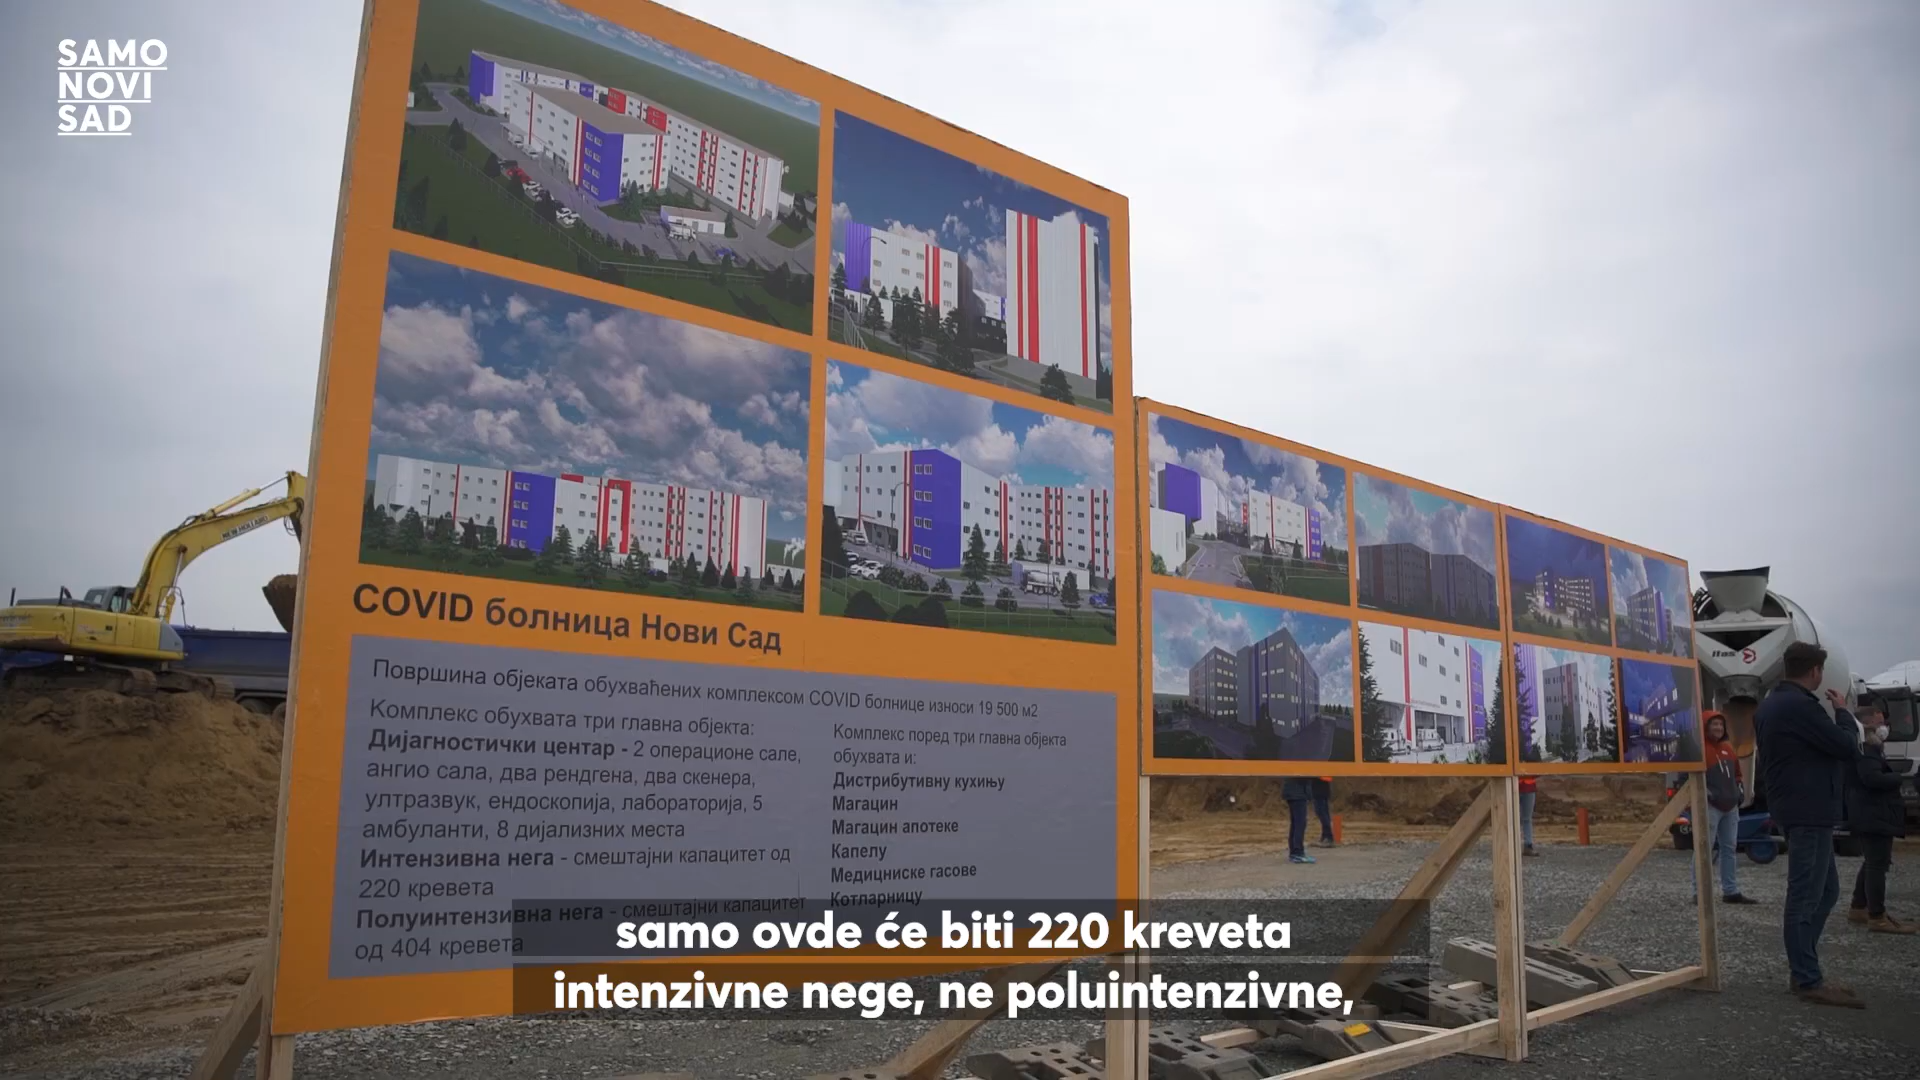 SAMO
NOVI
SAD
NEW HOLLAND
COVID болница Нови Сад
Површина објеката обухваћених комплексом COVID болнице износи 19 500 м2
Комплекс обухвата три главна објекта:
Дијагностички центар - 2 операционе сале,
ангио сала, два рендгена, два скенера,
ултразвук, ендоскопија, лабораторија, 5
амбуланти, 8 дијализних места
Интензивна нега - смештајни капацитет од
220 кревета
Полуинтензивна нега - смештајни капацитет
од 404 кревета
Комплекс поред три главна објекта
обухвата и:
Дистрибутивну кухињу
Магацин
Магацин апотеке
Капелу
Медициниске гасове
Котларницу
samo ovde će biti 220 kreveta
intenzivne nege, ne poluintenzivne,